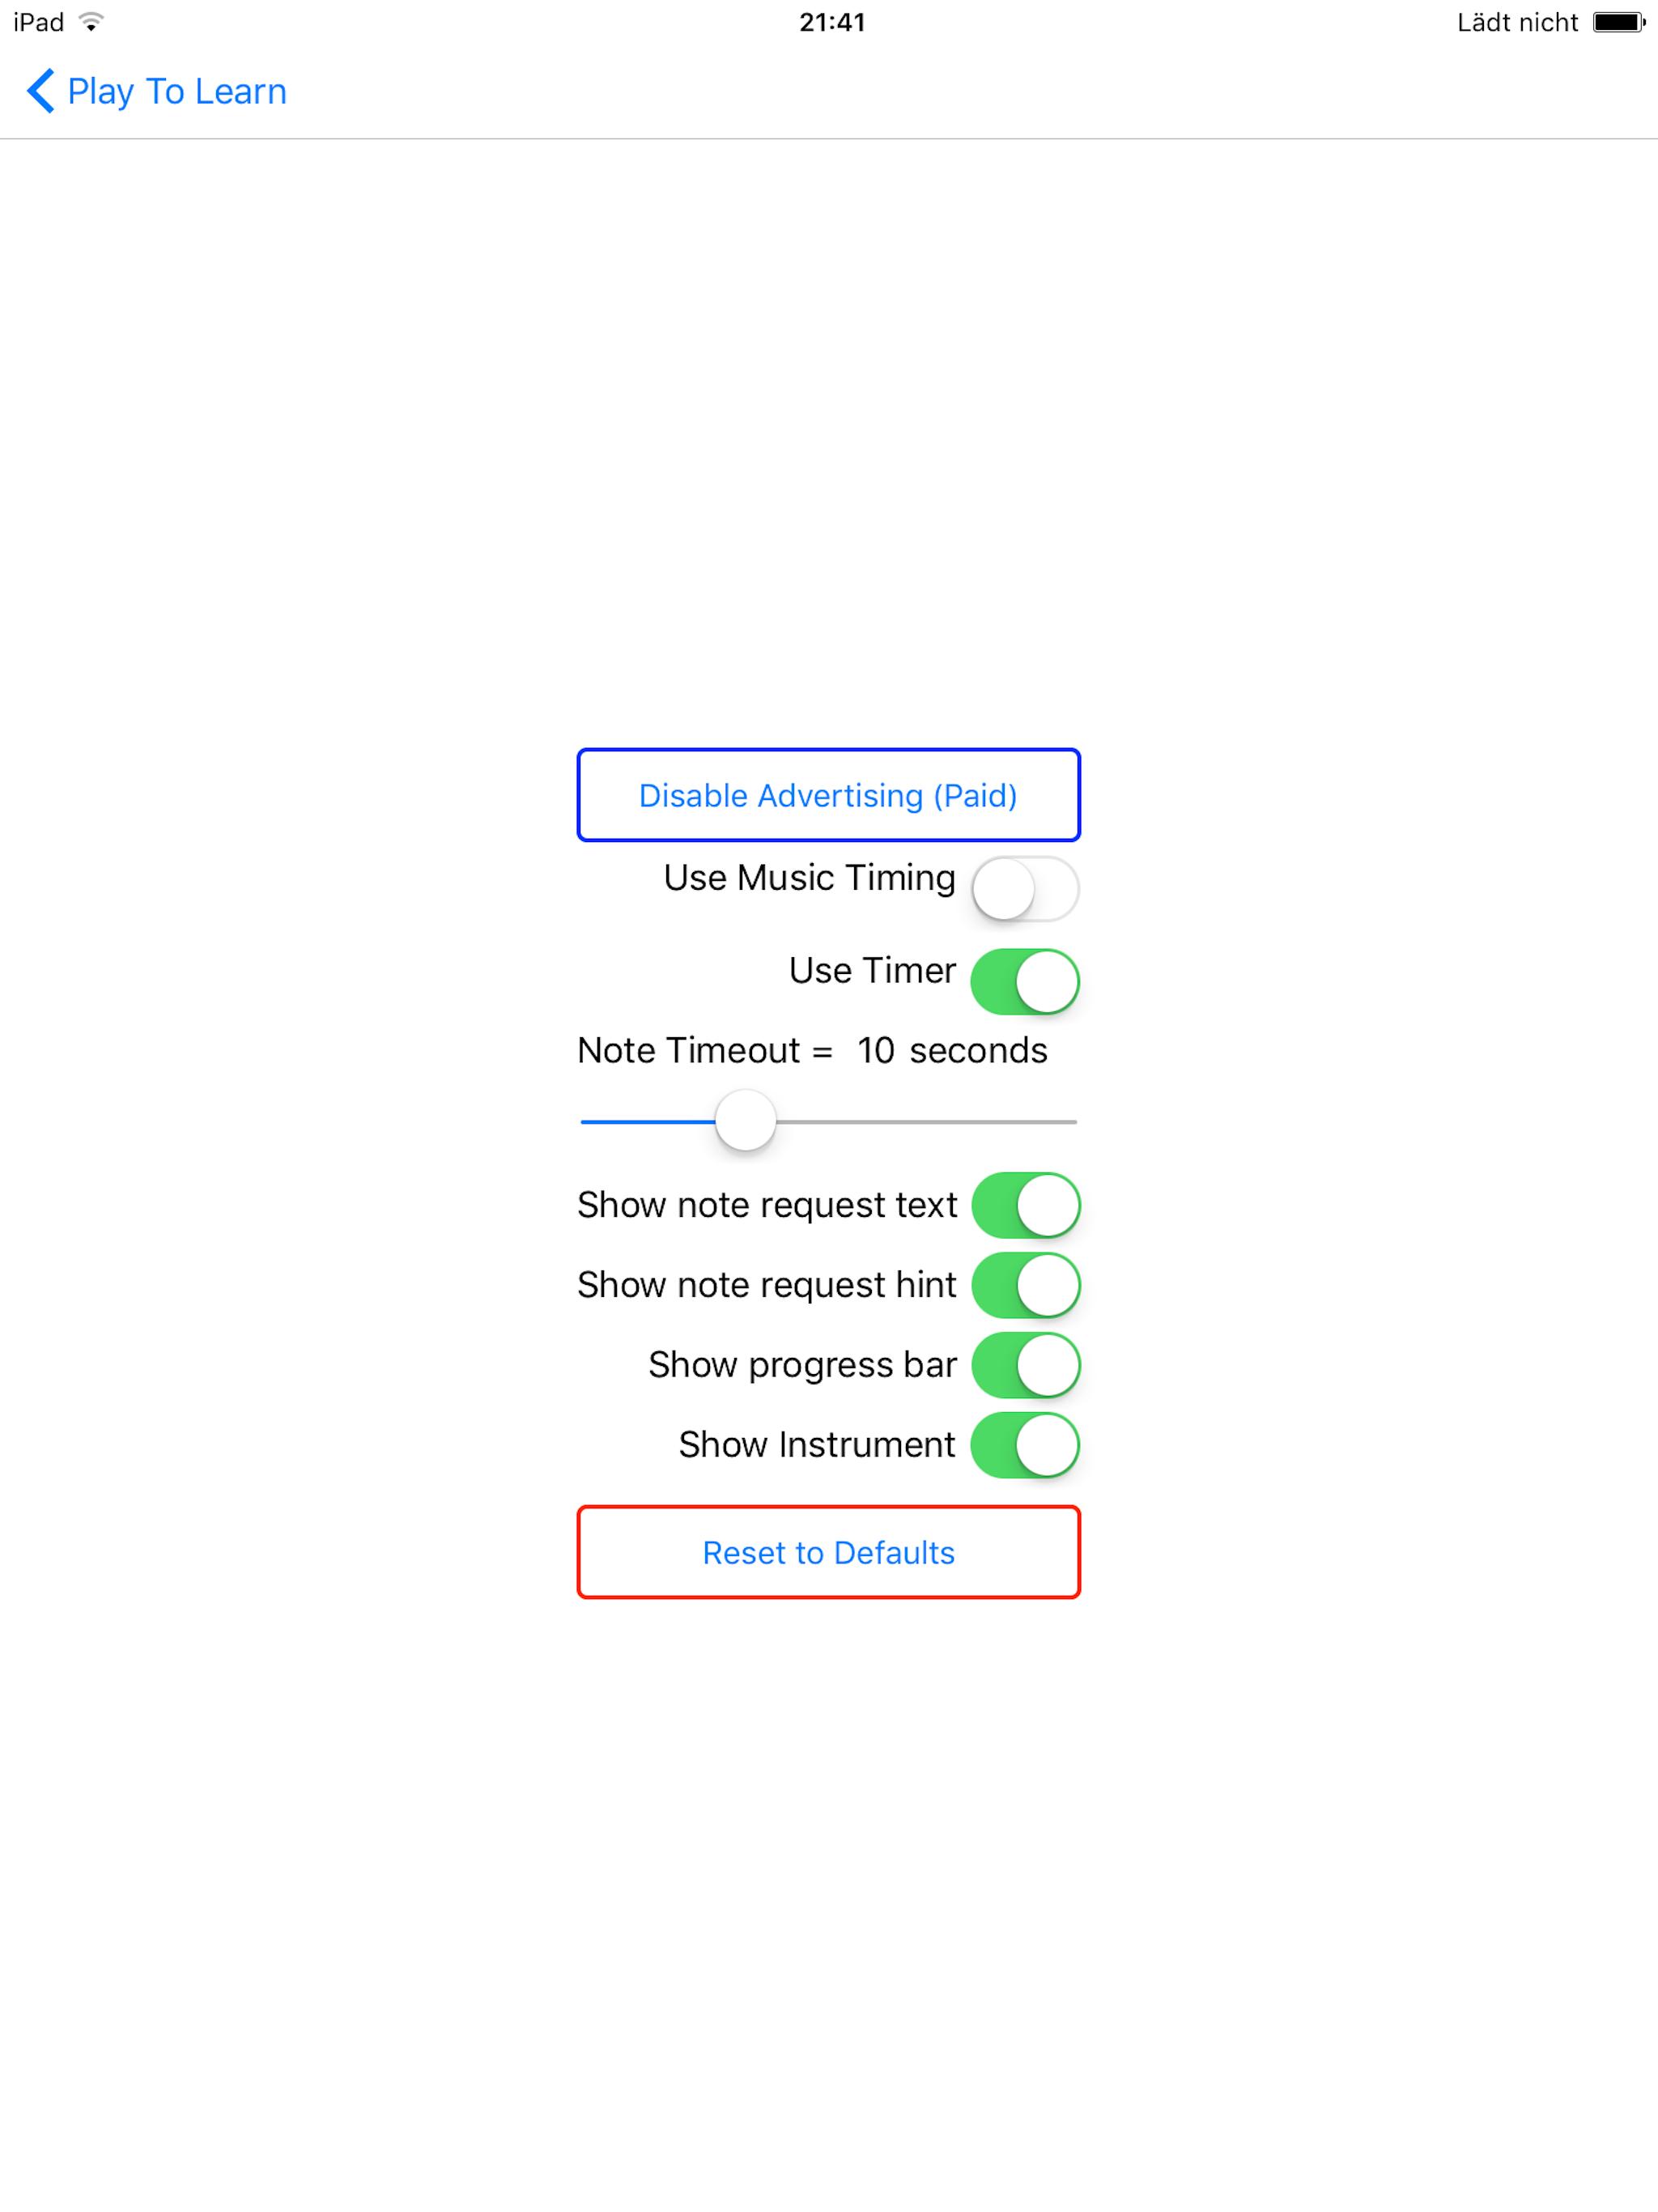 iPad 21:41 Lädt nicht
Play To Learn
Disable Advertising (Paid)
Use Music Timing
Use Timer
Note Timeout = 10 seconds
Show note request text
Show note request hint
Show progress bar
Show Instrument
Reset to Defaults